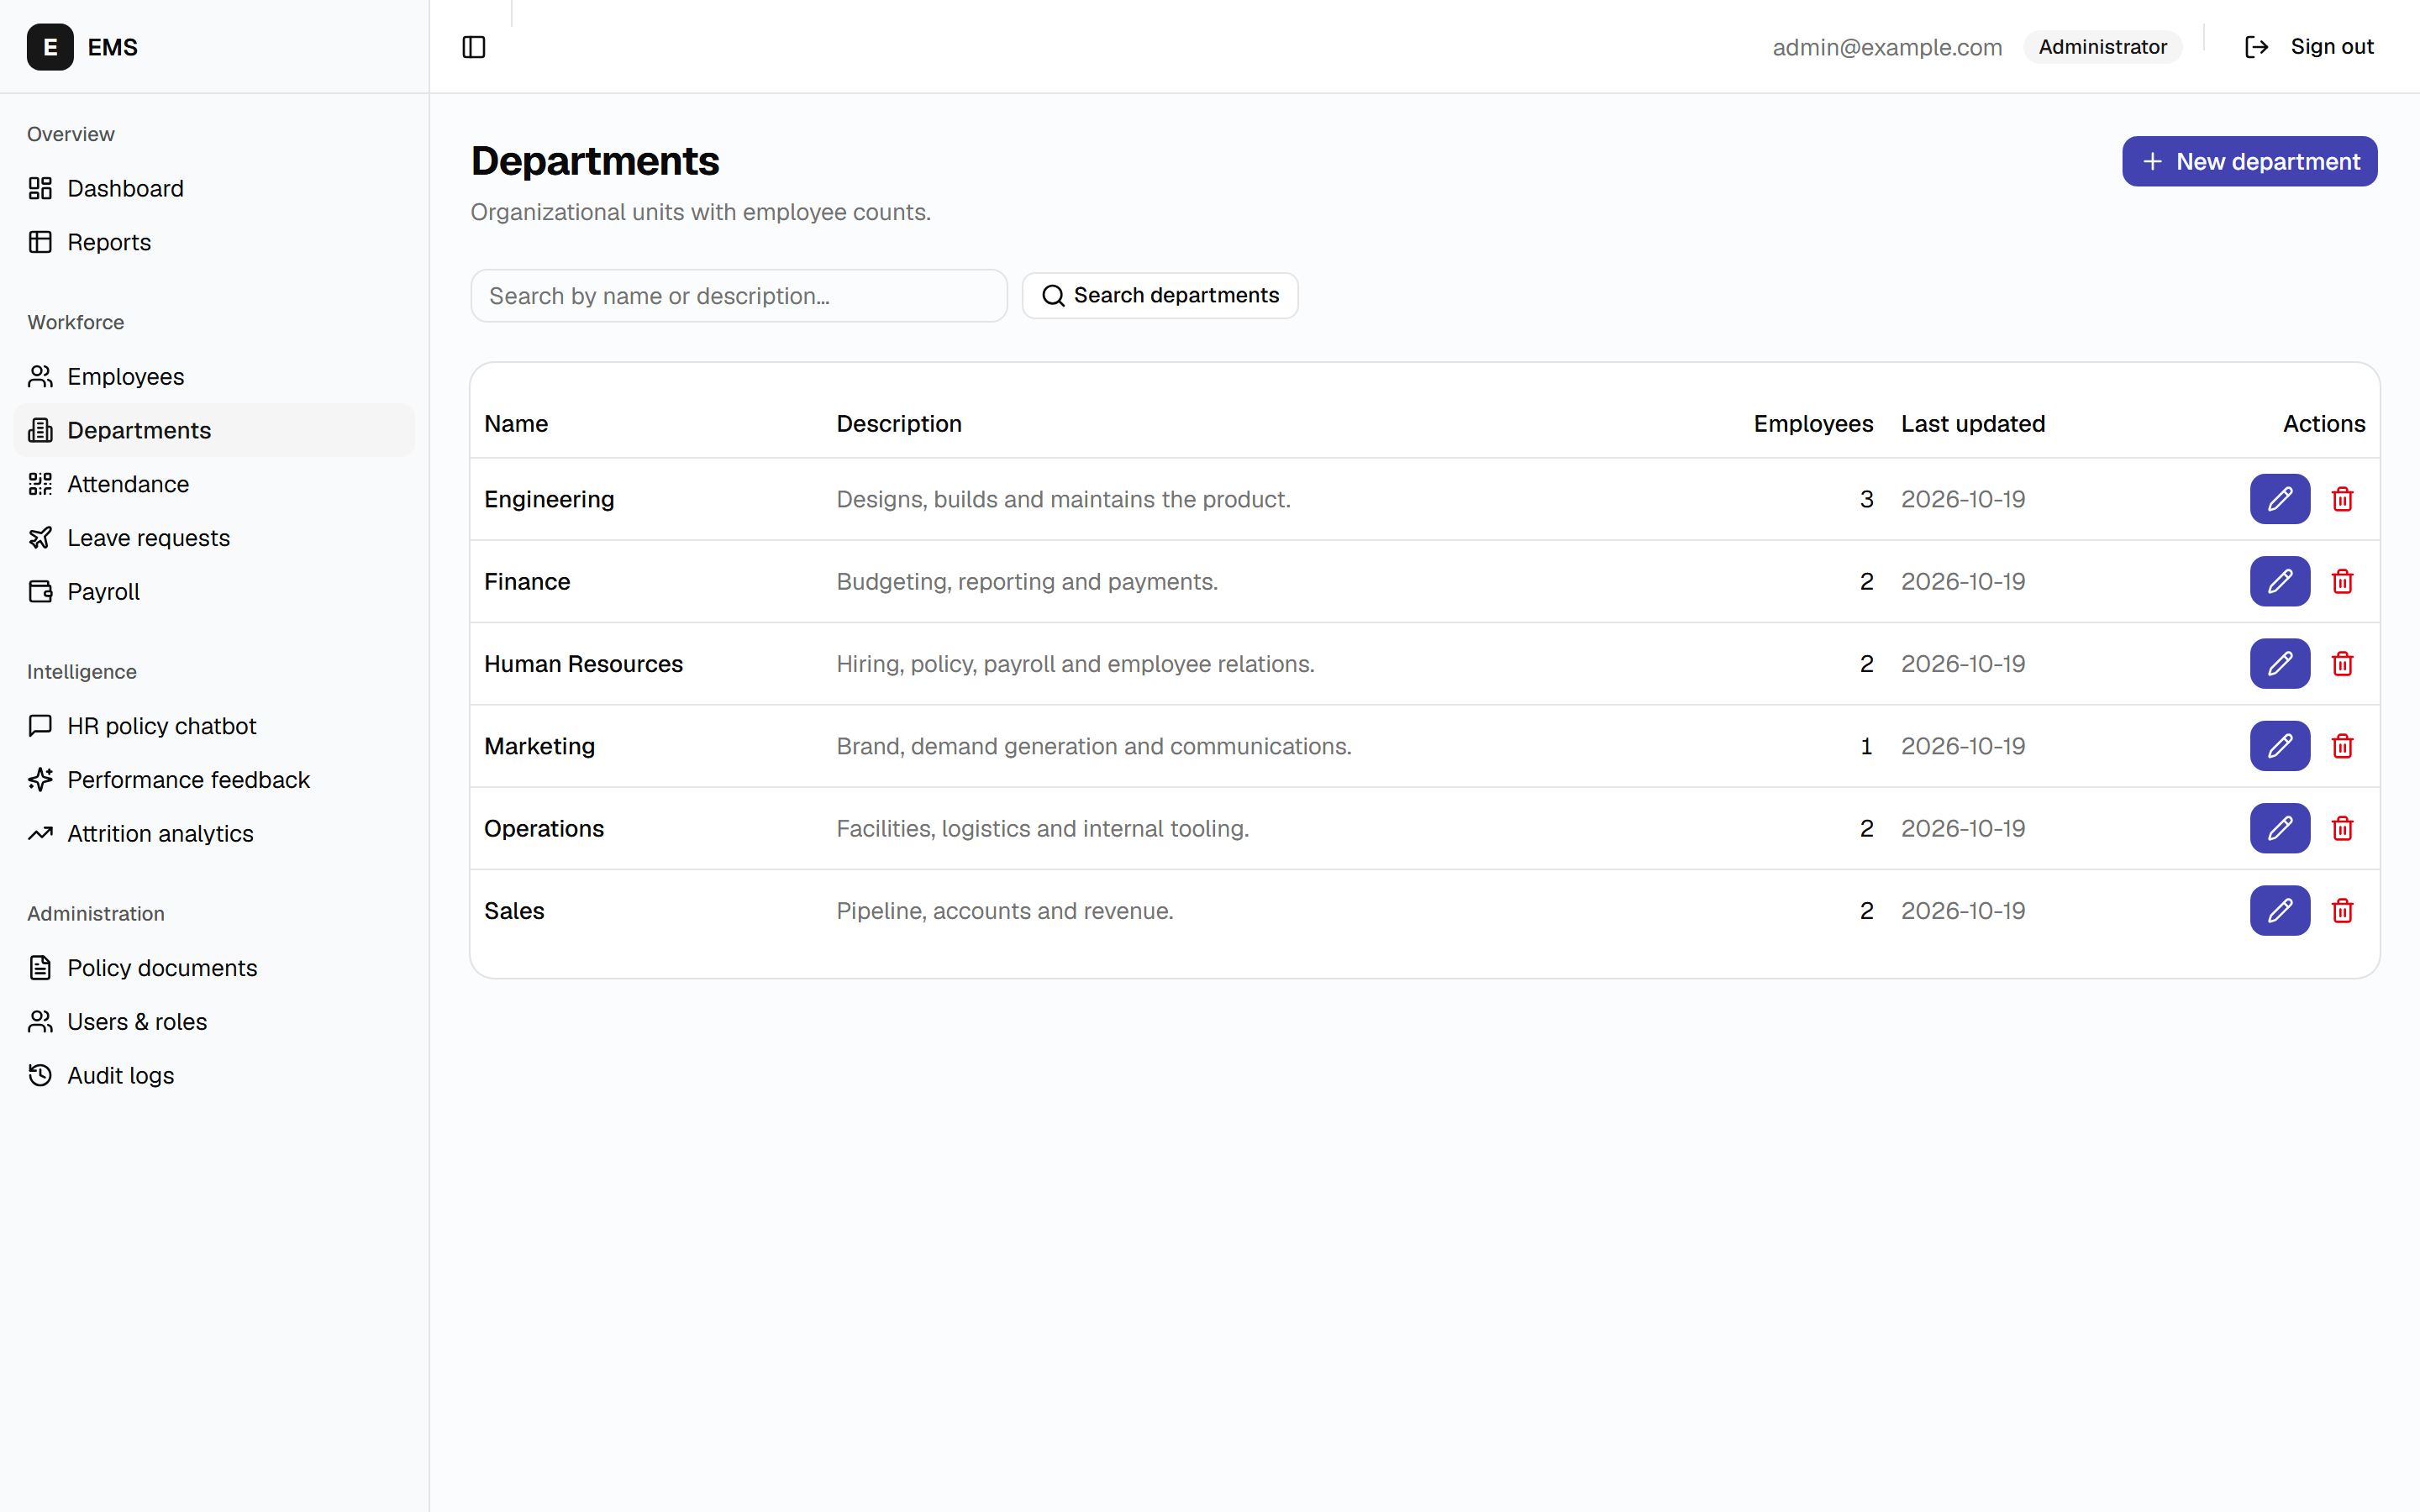 E EMS
admin@example.com Administrator Sign out
Overview
Dashboard
Reports
Workforce
Employees
Departments
Attendance
Leave requests
Payroll
Intelligence
HR policy chatbot
Performance feedback
Attrition analytics
Administration
Policy documents
Users & roles
Audit logs
Departments
New department
Organizational units with employee counts.
Search by name or description...
Search departments
Name Description Employees Last updated Actions
Engineering Designs, builds and maintains the product. 3 2026-10-19
Finance Budgeting, reporting and payments. 2 2026-10-19
Human Resources Hiring, policy, payroll and employee relations. 2 2026-10-19
Marketing Brand, demand generation and communications. 1 2026-10-19
Operations Facilities, logistics and internal tooling. 2 2026-10-19
Sales Pipeline, accounts and revenue. 2 2026-10-19